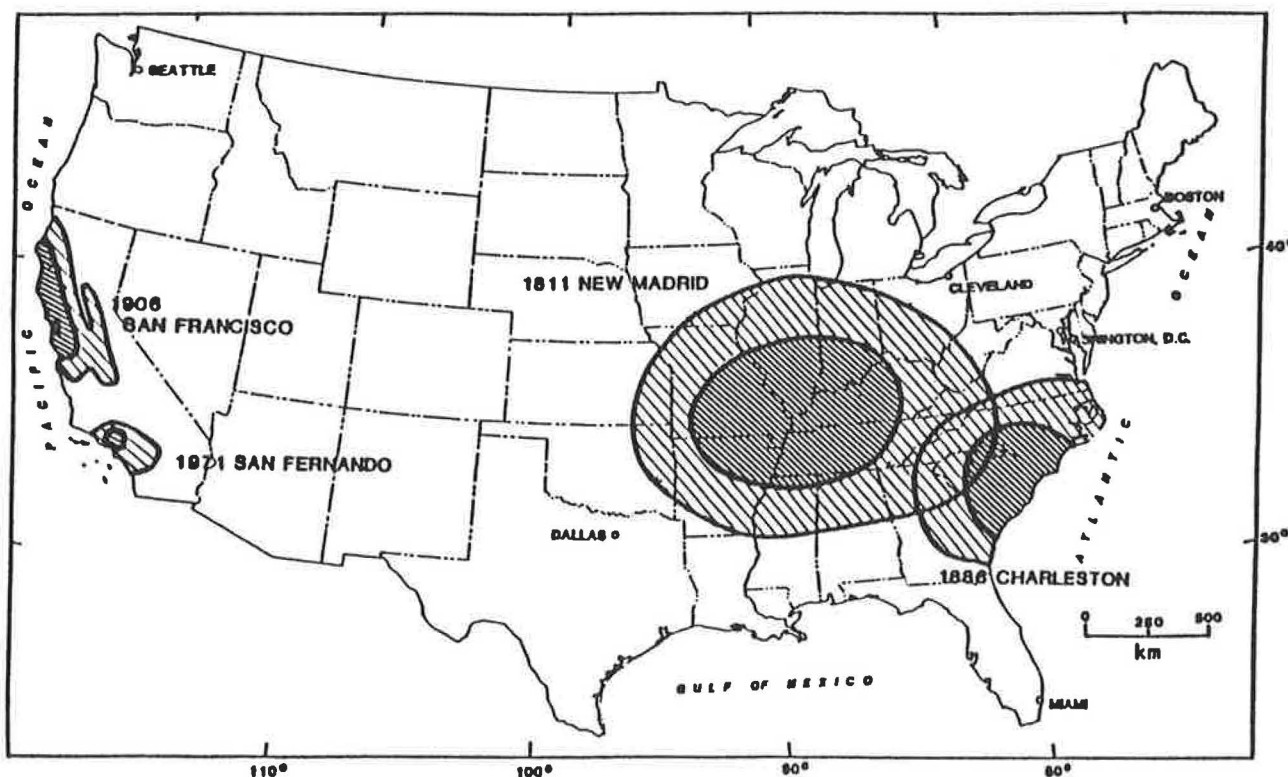 SEATTLE
OCEAN
BOSTON
OCEAN
40°
1811 NEW MADRID
CLEVELAND
1906
SAN FRANCISCO
WASHINGTON, D.C.
PACIFIC
1971 SAN FERNANDO
ATLANTIC
DALLAS
30°
1886 CHARLESTON
0 250 500
km
GULF OF MEXICO
MIAMI
110° 100° 90° 80°